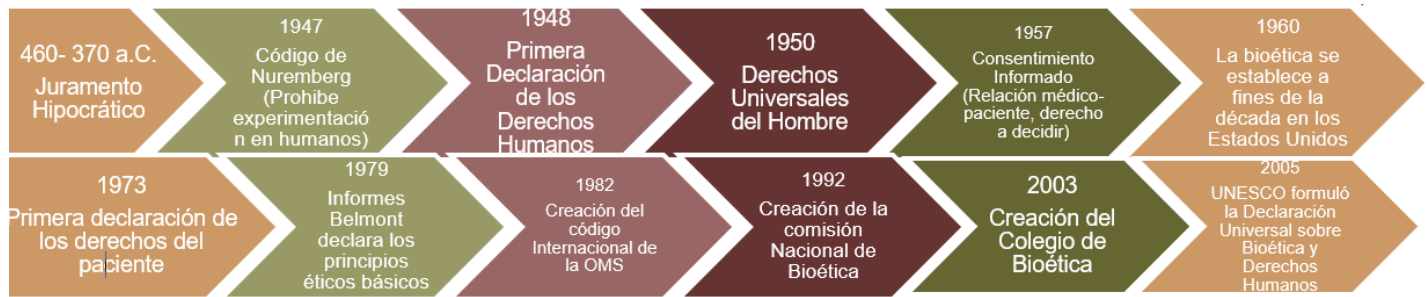 460- 370 a.C.
Juramento
Hipocrático
1947
Código de
Nuremberg
(Prohibe
experimentació
n en humanos)
1948
Primera
Declaración
de los
Derechos
Humanos
1950
Derechos
Universales
del Hombre
1957
Consentimiento
Informado
(Relación médico-
paciente, derecho
a decidir)
1960
La bioética se
establece a
fines de la
década en los
Estados Unidos
1973
Primera declaración de
los derechos del
paciente
1979
Informes
Belmont
declara los
principios
éticos básicos
1982
Creación del
código
Internacional de
la OMS
1992
Creación de la
comisión
Nacional de
Bioética
2003
Creación del
Colegio de
Bioética
2005
UNESCO formuló
la Declaración
Universal sobre
Bioética y
Derechos
Humanos